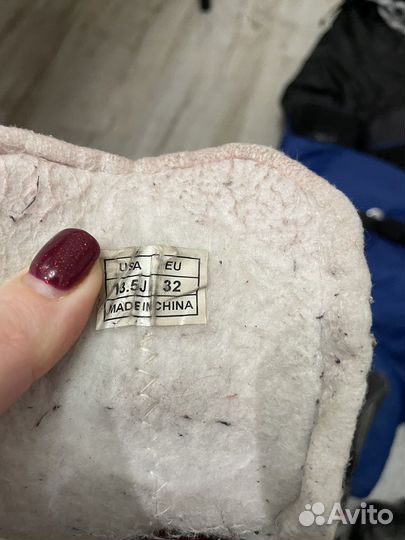 USA EU
13.5J 32
MADE IN CHINA
Avito